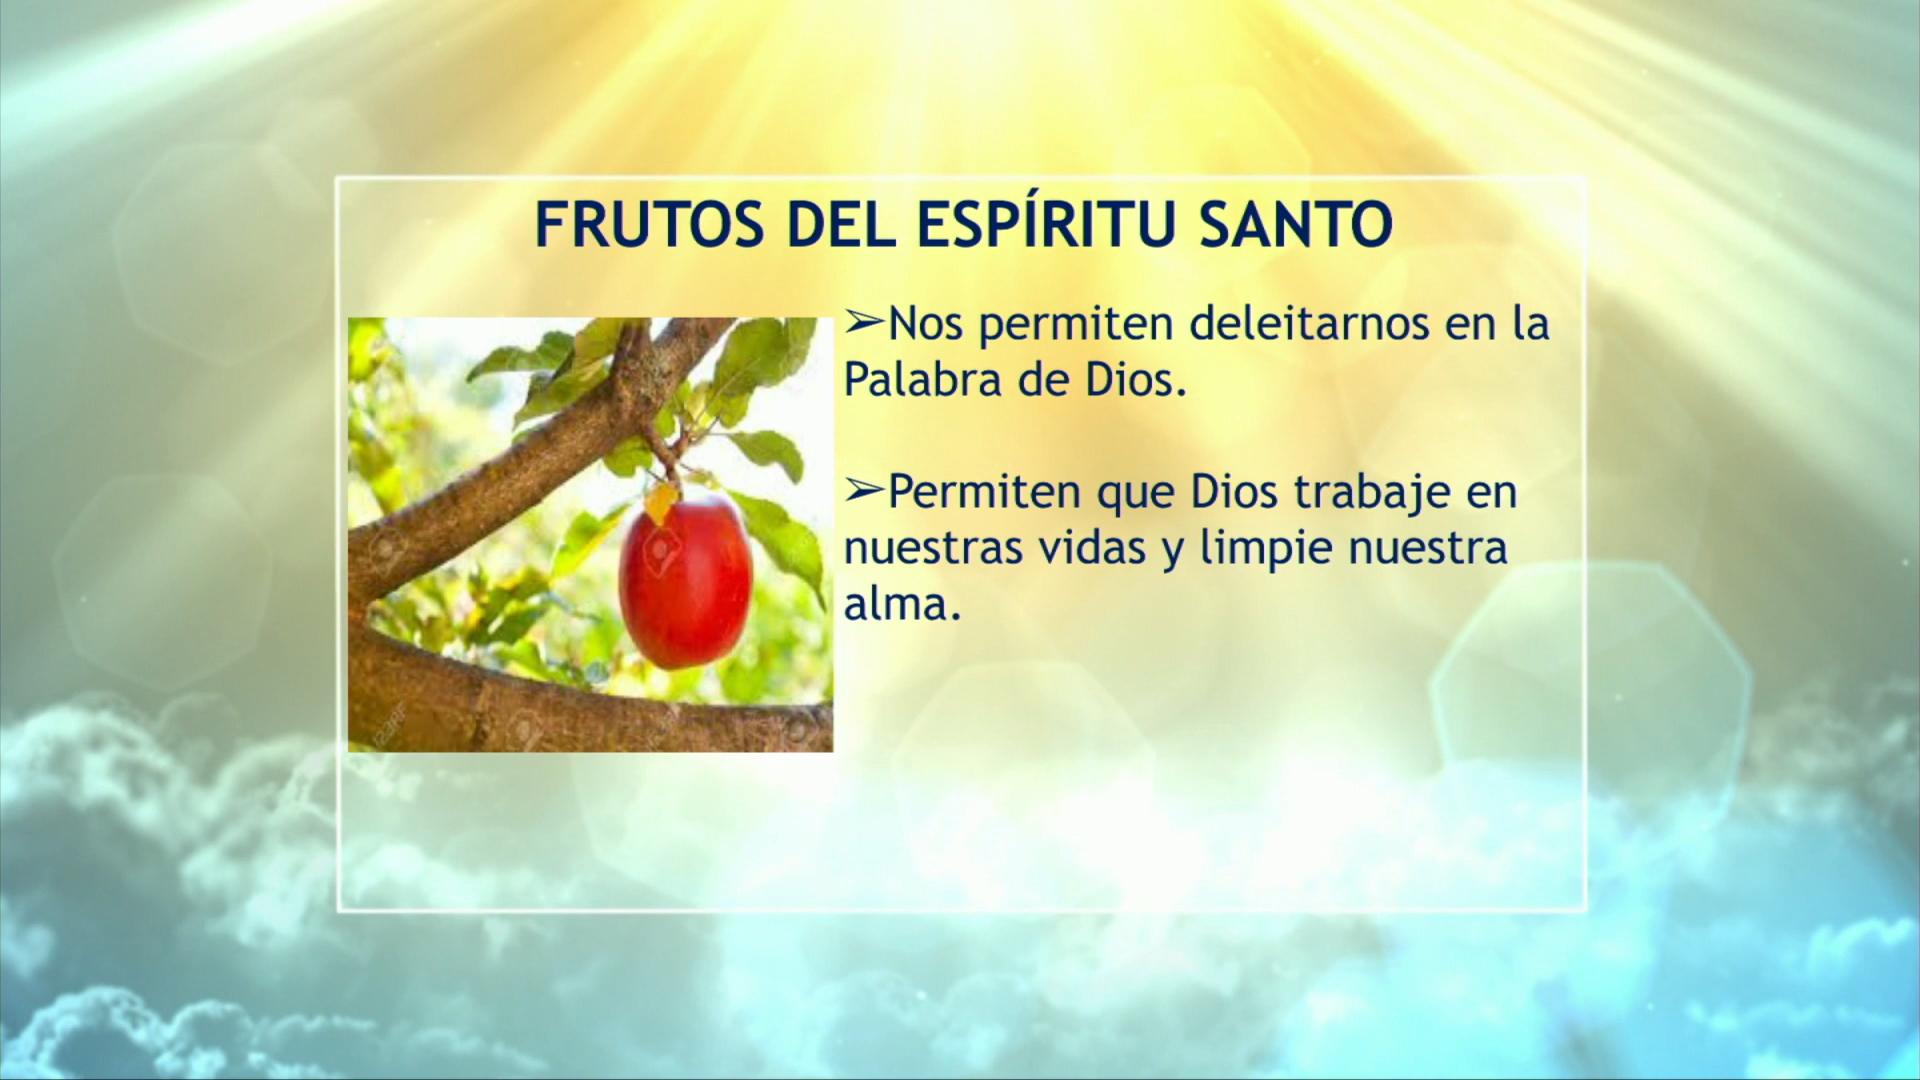 FRUTOS DEL ESPÍRITU SANTO
➢Nos permiten deleitarnos en la
Palabra de Dios.
➢Permiten que Dios trabaje en
nuestras vidas y limpie nuestra
alma.
123RF